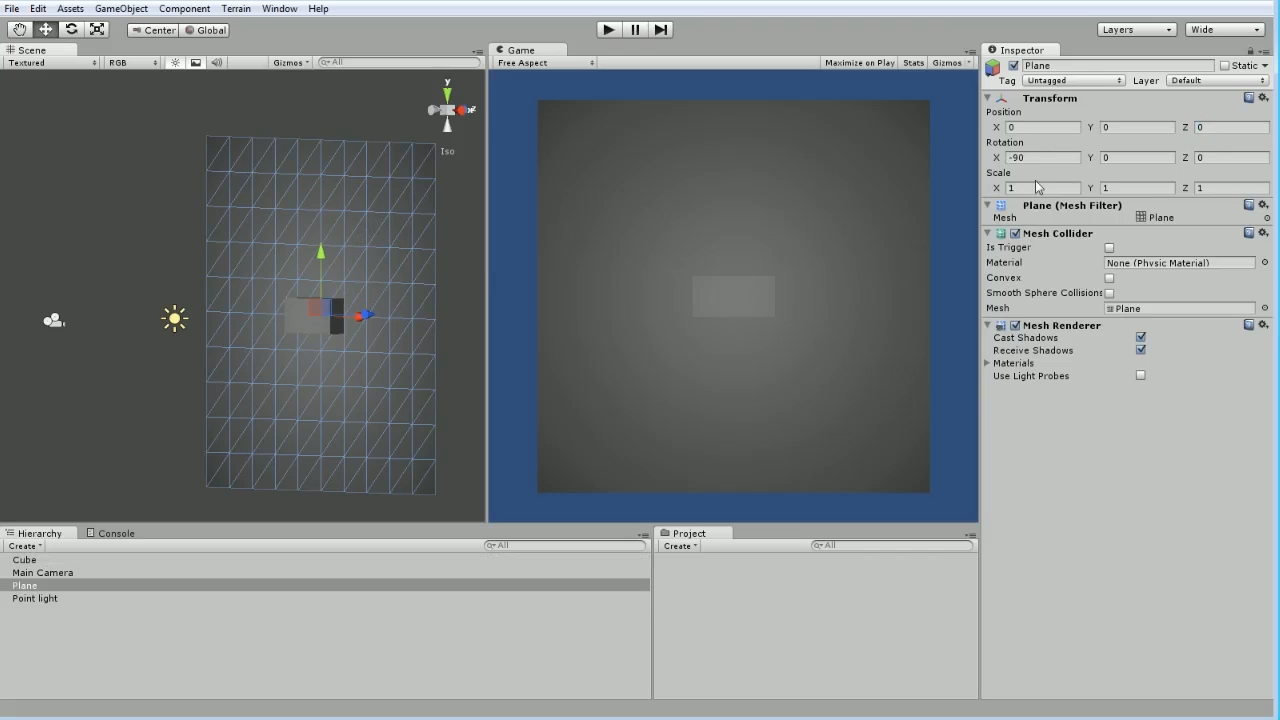 File Edit Assets GameObject Component Terrain Window Help
Center Global Layers Wide
Scene Game Inspector
Textured RGB Gizmos All Free Aspect Maximize on Play Stats Gizmos Plane Static
Tag Untagged Layer Default
y
z
Iso
Transform
Position
X 0 Y 0 Z 0
Rotation
X -90 Y 0 Z 0
Scale
X 1 Y 1 Z 1
Plane (Mesh Filter)
Mesh Plane
Mesh Collider
Is Trigger
Material None (Physic Material)
Convex
Smooth Sphere Collisions
Mesh Plane
Mesh Renderer
Cast Shadows
Receive Shadows
Materials
Use Light Probes
Hierarchy Console Project
Create All Create All
Cube
Main Camera
Plane
Point light